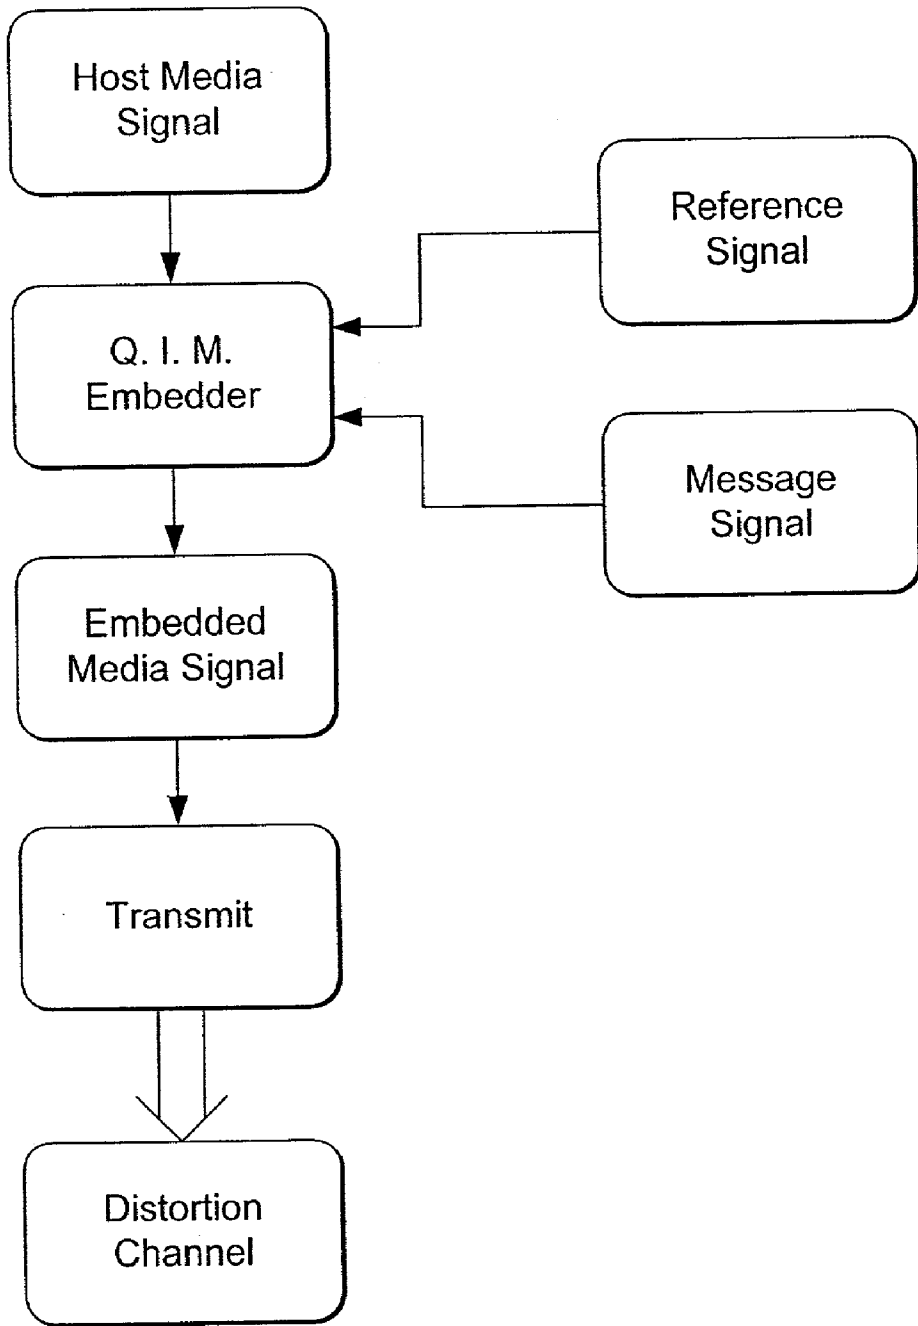 Host Media
Signal
Reference
Signal
Q. I. M.
Embedder
Message
Signal
Embedded
Media Signal
Transmit
Distortion
Channel